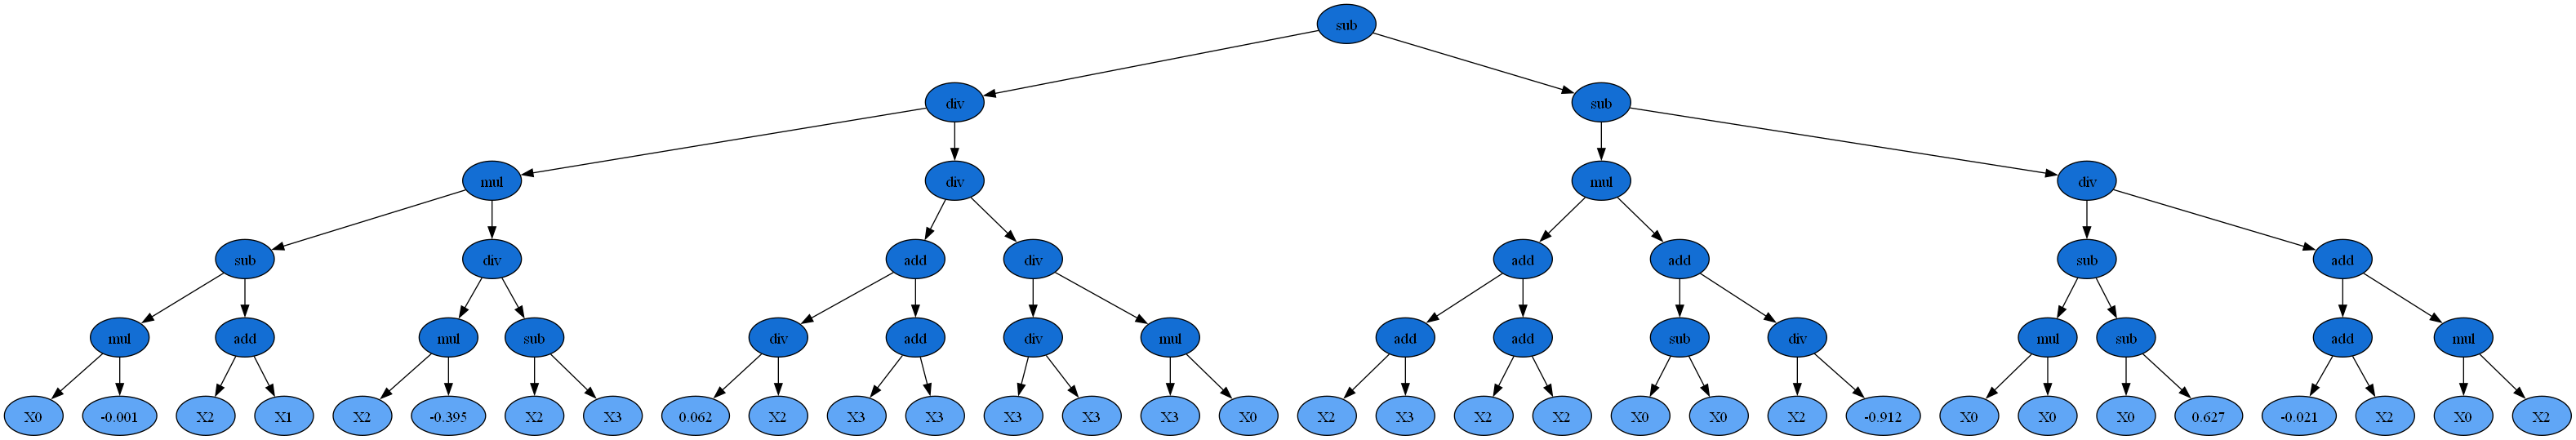 sub
div sub
mul div mul div
sub div add div add add sub add
mul add mul sub div add div mul add add sub div mul sub add mul
X0 -0.001 X2 X1 X2 -0.395 X2 X3 0.062 X2 X3 X3 X3 X3 X3 X0 X2 X3 X2 X2 X0 X0 X2 -0.912 X0 X0 X0 0.627 -0.021 X2 X0 X2